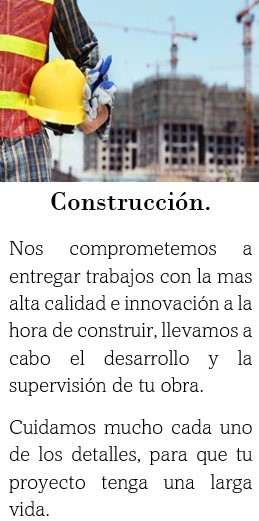 Construcción.
Nos comprometemos a
entregar trabajos con la mas
alta calidad e innovación a la
hora de construir, llevamos a
cabo el desarrollo y la
supervisión de tu obra.
Cuidamos mucho cada uno
de los detalles, para que tu
proyecto tenga una larga
vida.